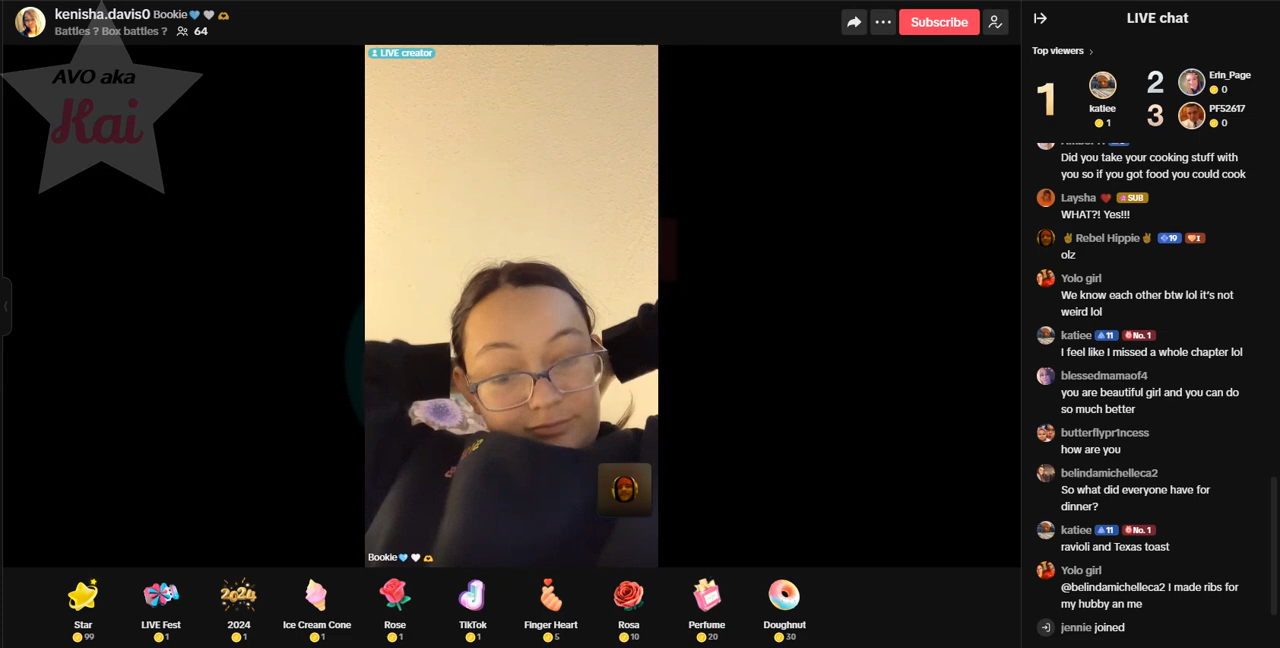 kenisha.davis0 Bookie💙🤍🫶
Battles ? Box battles ? 64
Subscribe
AVO aka
Kai
LIVE creator
Bookie💙🤍🫶
Star
99
LIVE Fest
1
2024
2024
1
Ice Cream Cone
1
Rose
1
TikTok
1
Finger Heart
5
Rosa
10
Perfume
20
Doughnut
30
LIVE chat
Top viewers >
1
katiee
1
2
Erin_Page
0
3
PF52617
0
Did you take your cooking stuff with
you so if you got food you could cook
Laysha ❤️ SUB
WHAT?! Yes!!!
✌️Rebel Hippie✌️ 19 I
olz
Yolo girl
We know each other btw lol it's not
weird lol
katiee 11 No. 1
I feel like I missed a whole chapter lol
blessedmamaof4
you are beautiful girl and you can do
so much better
butterflypr1ncess
how are you
belindamichelleca2
So what did everyone have for
dinner?
katiee 11 No. 1
ravioli and Texas toast
Yolo girl
@belindamichelleca2 I made ribs for
my hubby an me
jennie joined